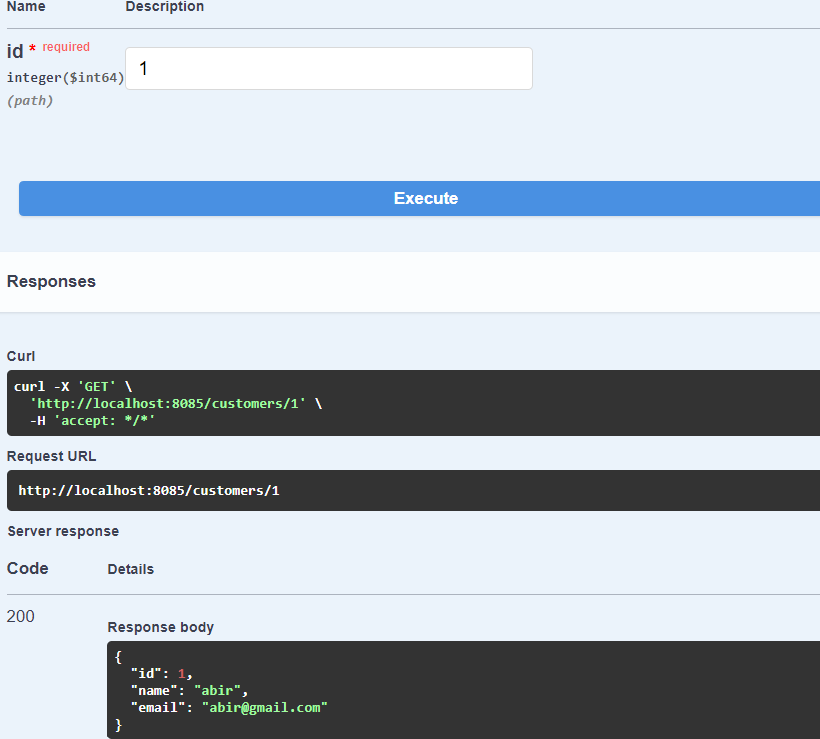 Name Description
id * required
integer($int64)
1
(path)
Execute
Responses
Curl
curl -X 'GET' \
  'http://localhost:8085/customers/1' \
  -H 'accept: */*'
Request URL
http://localhost:8085/customers/1
Server response
Code Details
200
Response body
{
  "id": 1,
  "name": "abir",
  "email": "abir@gmail.com"
}